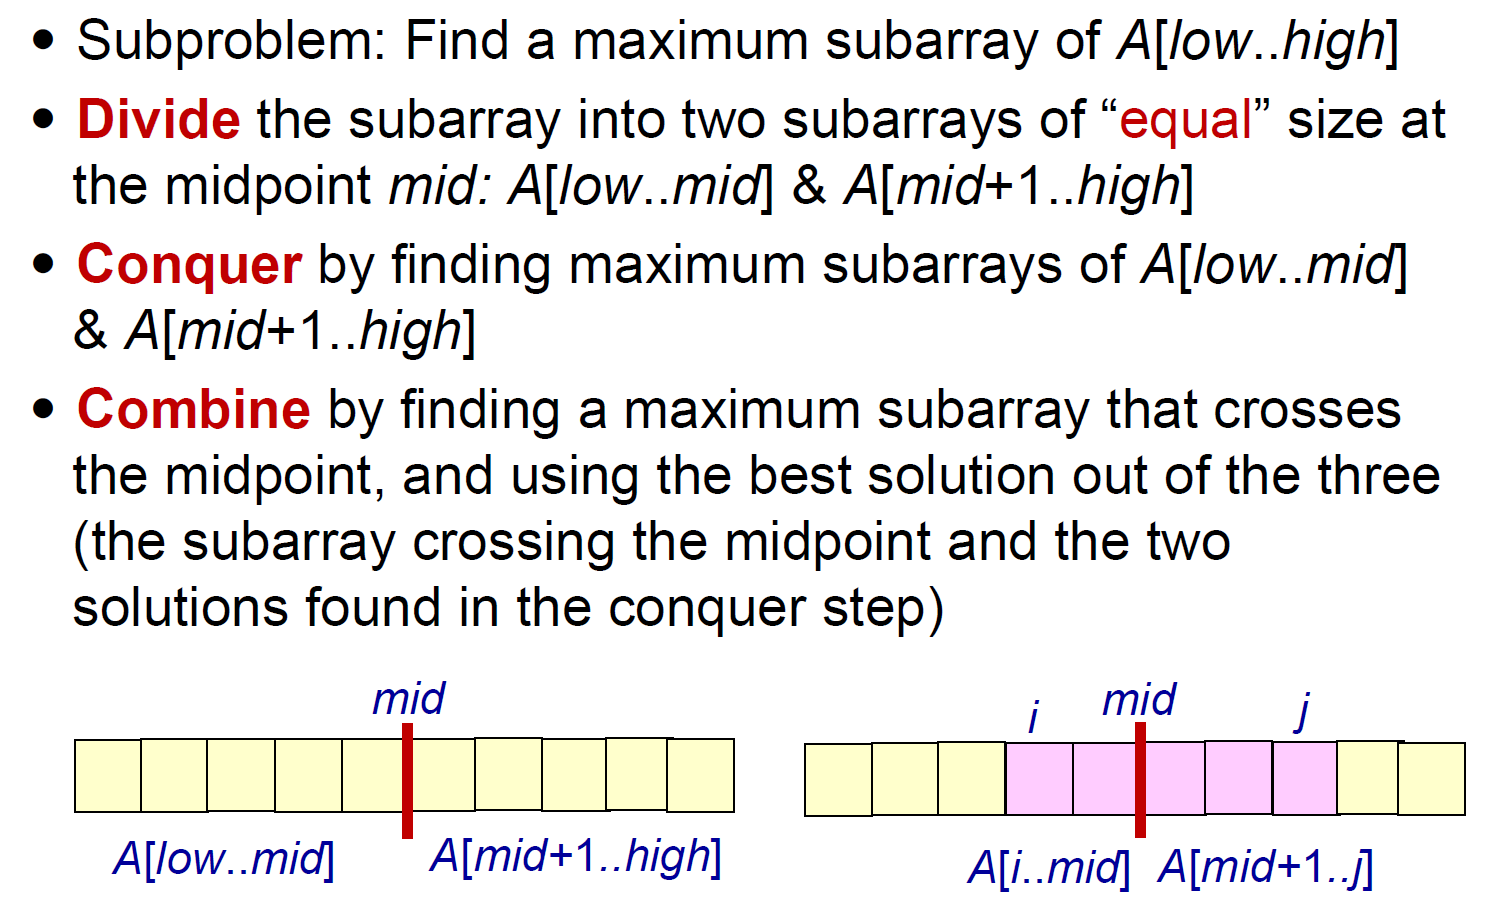 • Subproblem: Find a maximum subarray of A[low..high]
• Divide the subarray into two subarrays of “equal” size at
the midpoint mid: A[low..mid] & A[mid+1..high]
• Conquer by finding maximum subarrays of A[low..mid]
& A[mid+1..high]
• Combine by finding a maximum subarray that crosses
the midpoint, and using the best solution out of the three
(the subarray crossing the midpoint and the two
solutions found in the conquer step)
mid
A[low..mid] A[mid+1..high]
i mid j
A[i..mid] A[mid+1..j]